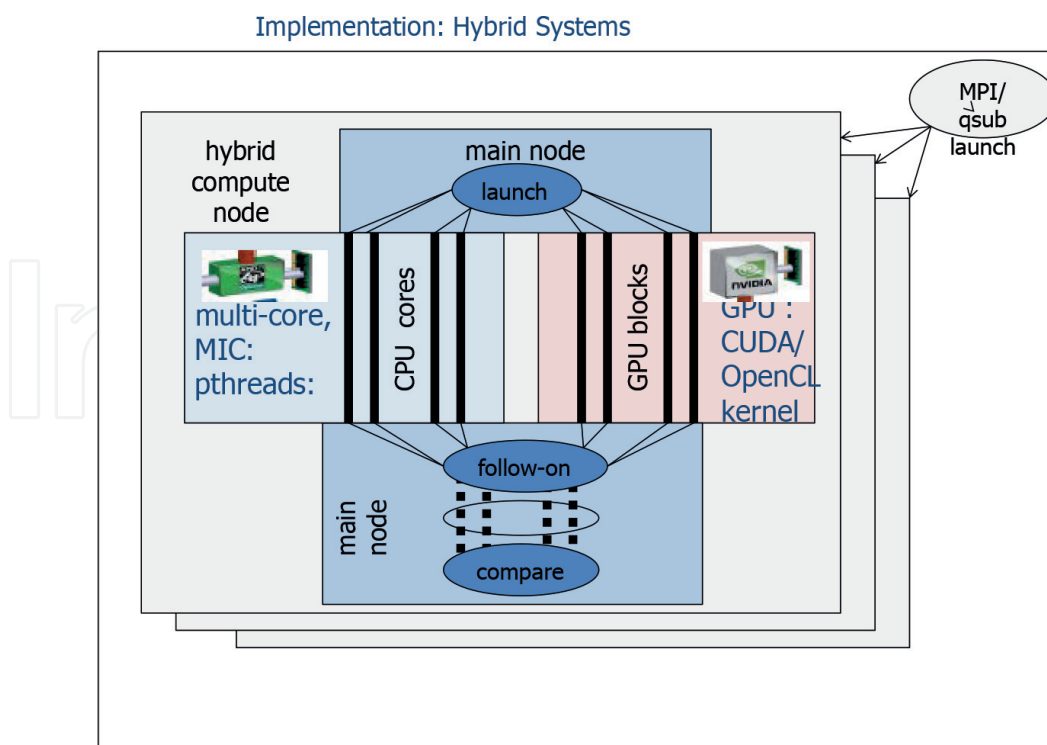 Implementation: Hybrid Systems
MPI/
qsub
launch
hybrid
compute
node
main node
launch
multi-core,
MIC:
pthreads:
CPU cores
GPU blocks
NVIDIA
GPU :
CUDA/
OpenCL
kernel
follow-on
main
node
compare